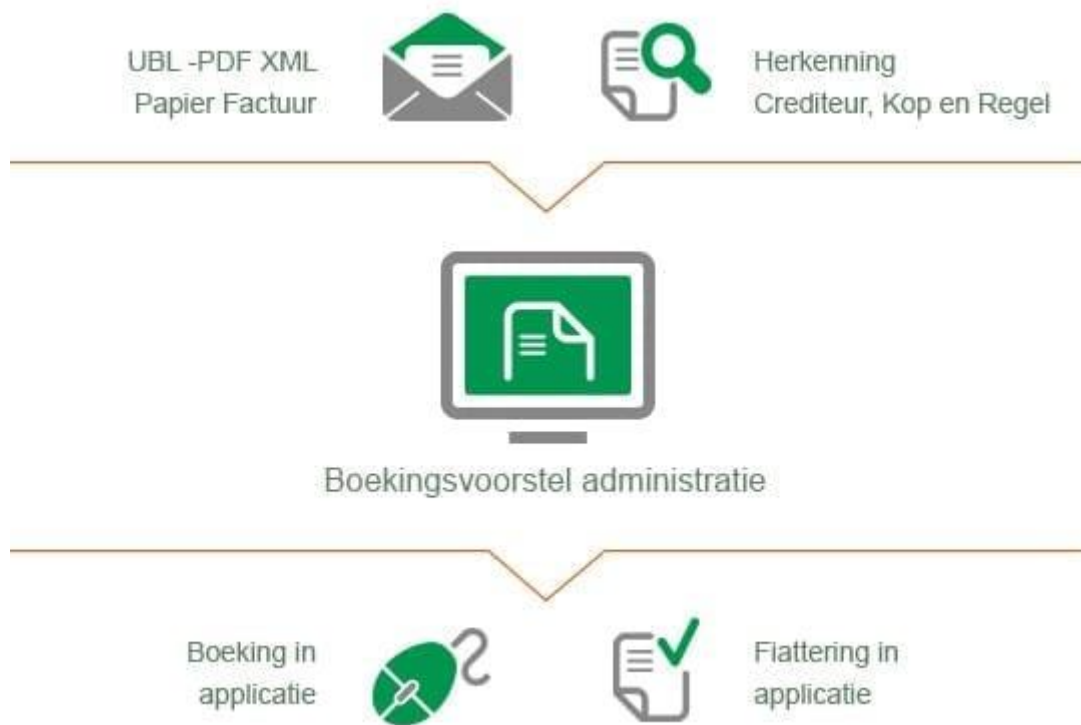 UBL -PDF XML
Papier Factuur
Herkenning
Crediteur, Kop en Regel
Boekingsvoorstel administratie
Boeking in
applicatie
Fiattering in
applicatie